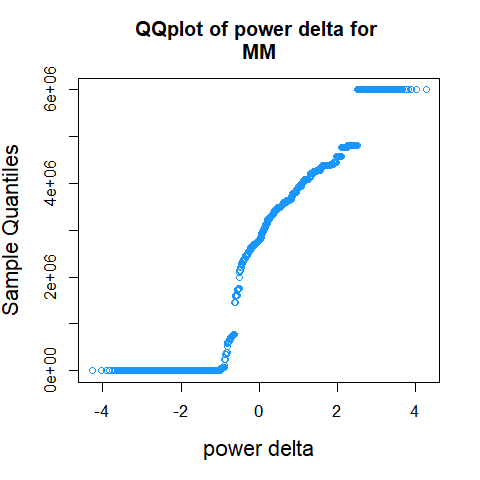 QQplot of power delta for
MM
Sample Quantiles
6e+06
4e+06
2e+06
0e+00
-4 -2 0 2 4
power delta